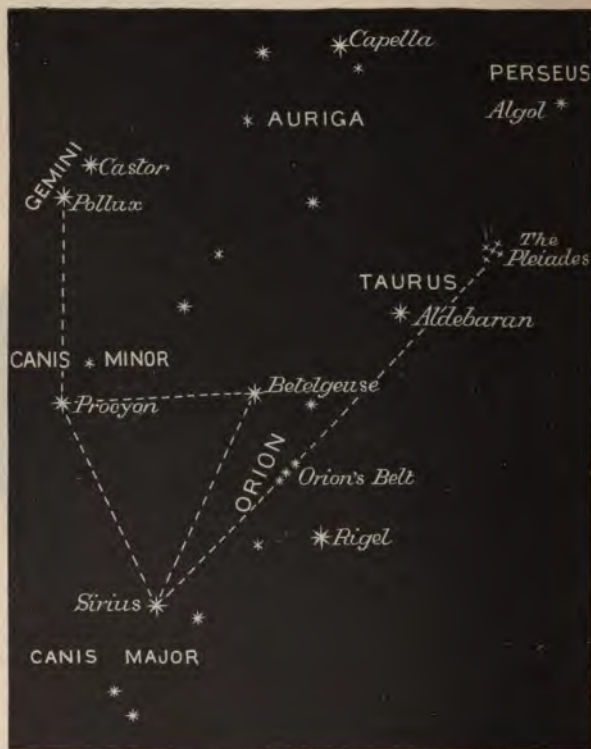 Capella
PERSEUS
Algol
AURIGA
GEMINI
Castor
Pollux
The
Pleiades
TAURUS
Aldebaran
CANIS MINOR
Betelgeuse
Procyon
ORION
Orion's Belt
Rigel
Sirius
CANIS MAJOR